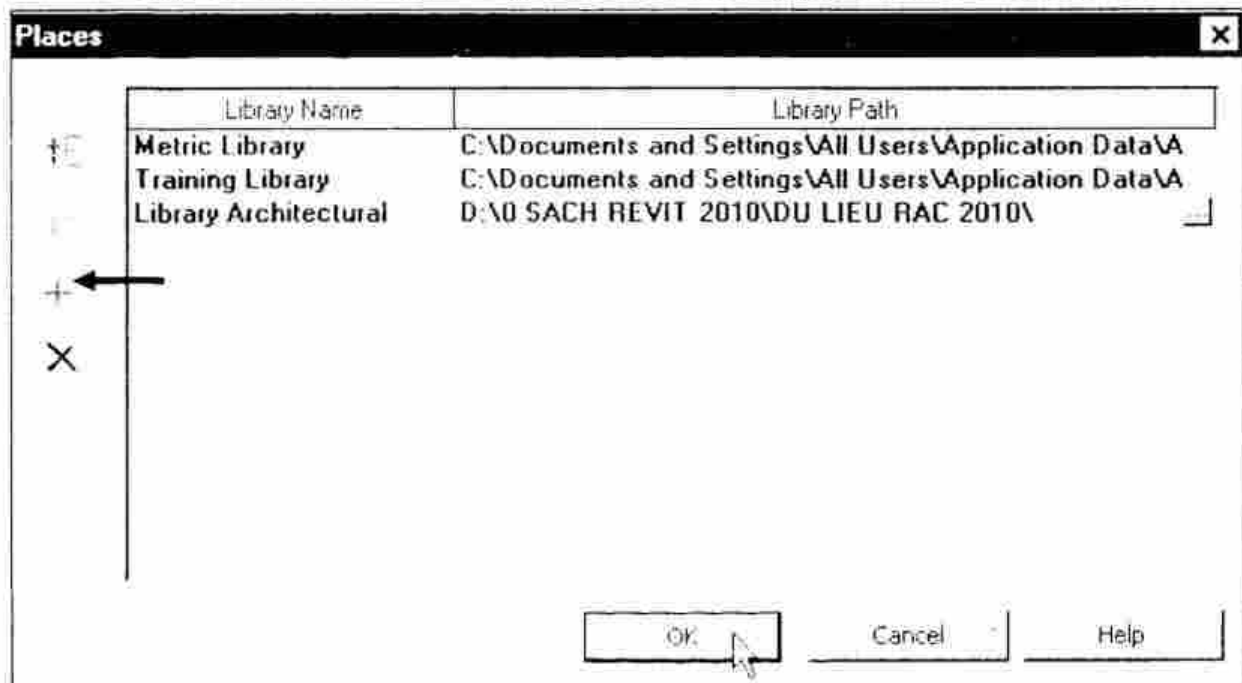 Places
Library Name Library Path
Metric Library C:\Documents and Settings\All Users\Application Data\A
Training Library C:\Documents and Settings\All Users\Application Data\A
Library Architectural D:\0 SACH REVIT 2010\DU LIEU RAC 2010\ ...
OK Cancel Help